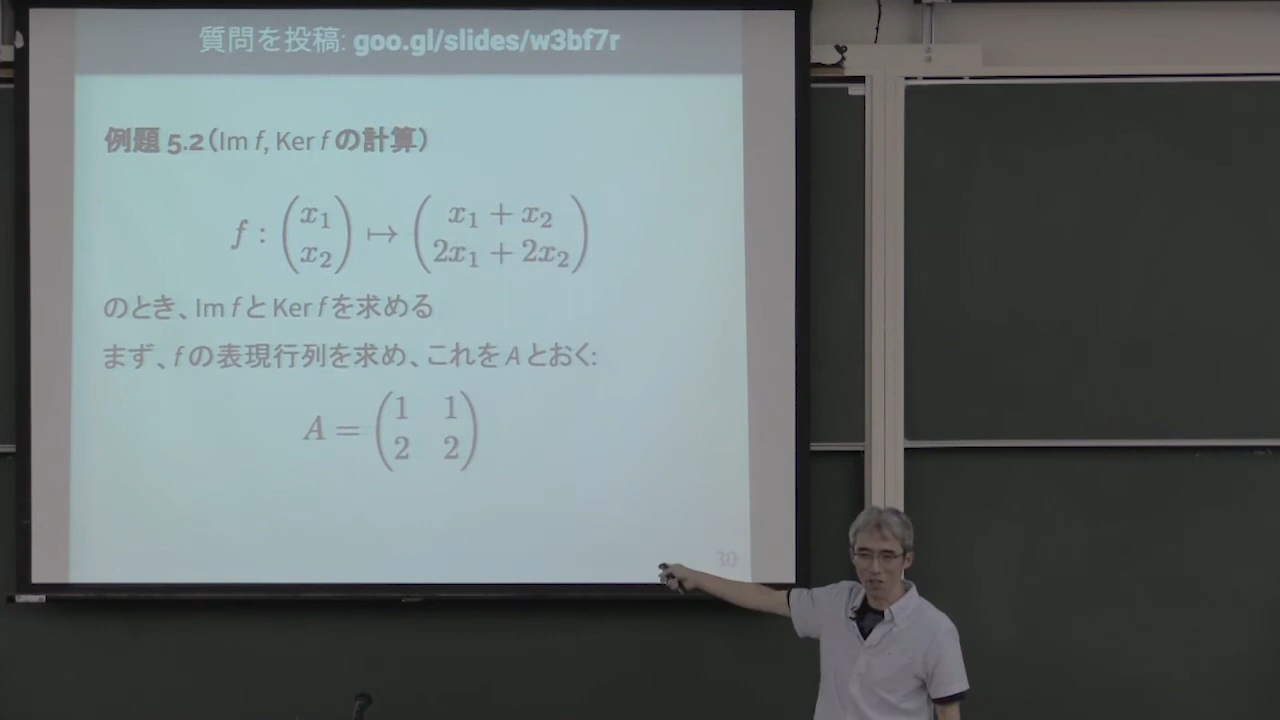 質問を投稿: goo.gl/slides/w3bf7r
例題 5.2(Im f, Ker f の計算)
f : (x₁ x₂) ↦ (x₁ + x₂ 2x₁ + 2x₂)
のとき、Im f と Ker f を求める
まず、f の表現行列を求め、これを A とおく:
A = (1 1 2 2)
30